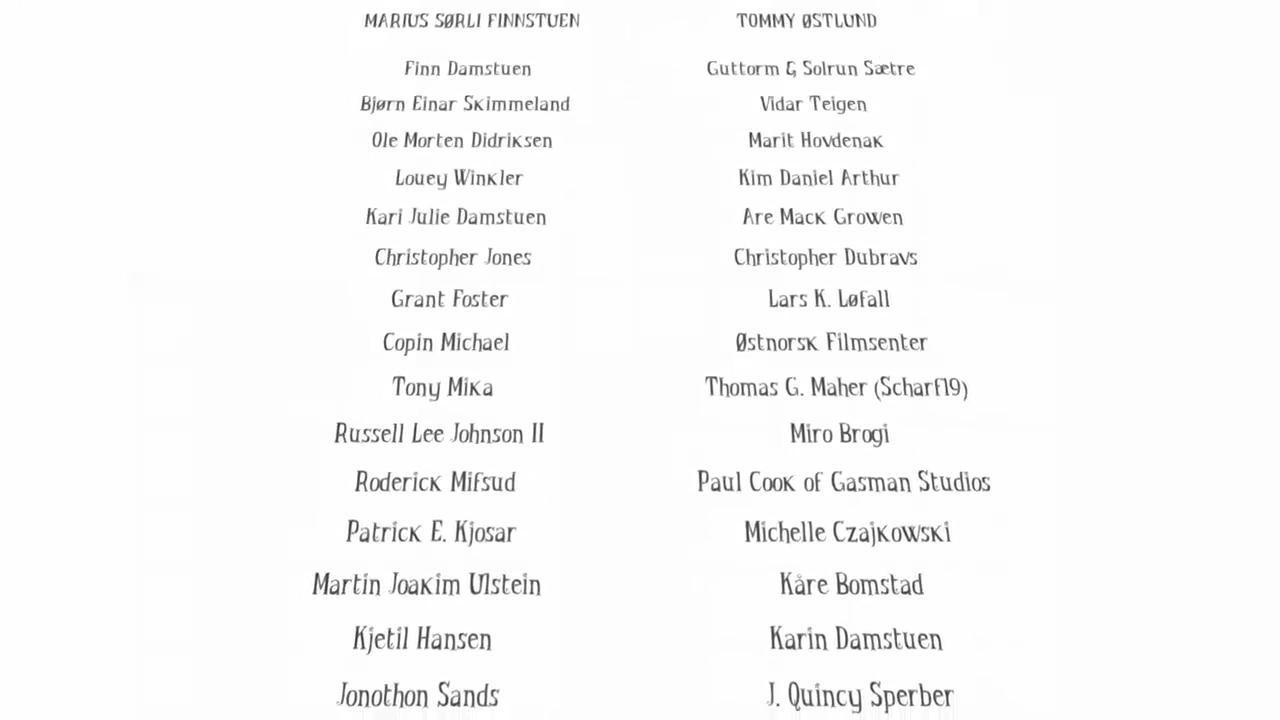 MARIUS SØRLI FINNSTUEN TOMMY ØSTLUND
Finn Damstuen Guttorm & Solrun Sætre
Bjørn Einar Skimmeland Vidar Teigen
Ole Morten Didriksen Marit Hovdenak
Louey Winkler Kim Daniel Arthur
Kari Julie Damstuen Are Mack Growen
Christopher Jones Christopher Dubravs
Grant Foster Lars K. Løfall
Copin Michael Østnorsk Filmsenter
Tony Mika Thomas G. Maher (Scharf19)
Russell Lee Johnson II Miro Brogi
Roderick Mifsud Paul Cook of Gasman Studios
Patrick E. Kjosar Michelle Czajkowski
Martin Joakim Ulstein Kåre Bomstad
Kjetil Hansen Karin Damstuen
Jonothon Sands J. Quincy Sperber